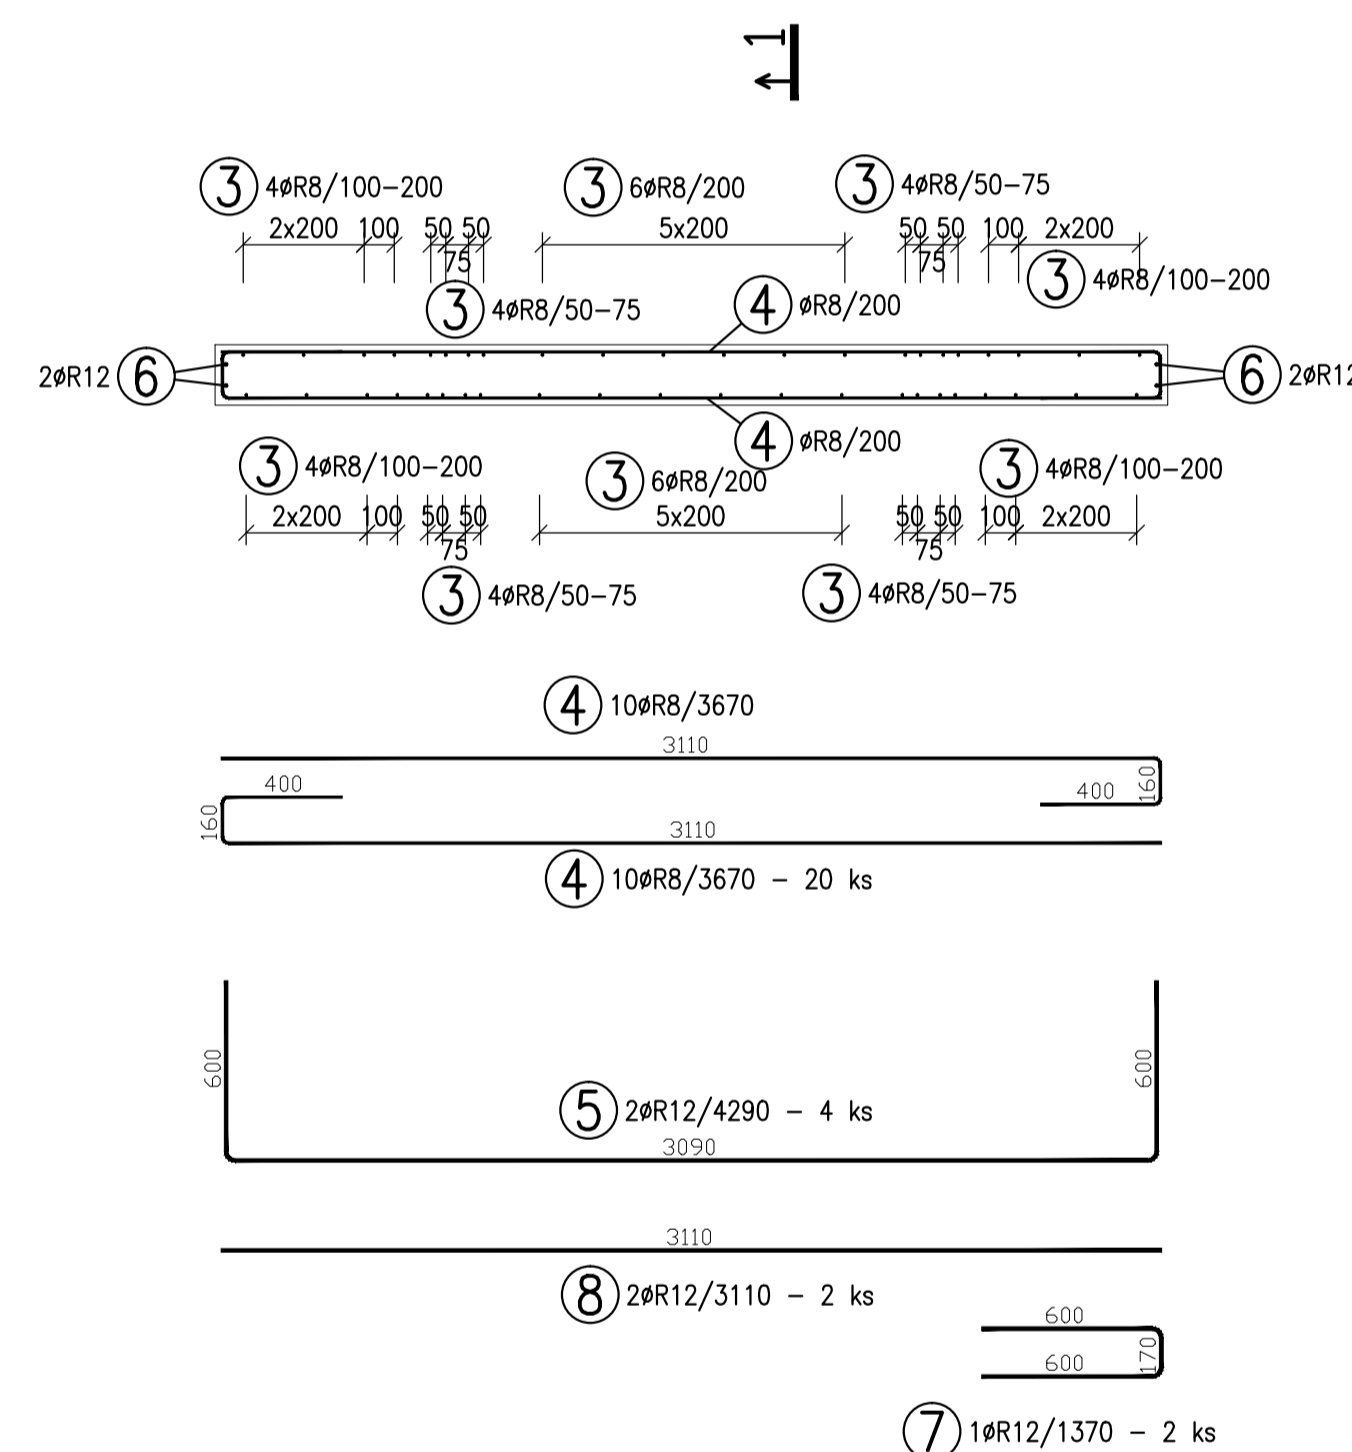 1
3 4øR8/100-200
3 6øR8/200
3 4øR8/50-75
2x200 100 50 50 5x200 50 50 100 2x200
75 75
3 4øR8/100-200
3 4øR8/50-75
4 øR8/200
2øR12 6
6 2øR12
4 øR8/200
3 4øR8/100-200
3 6øR8/200
3 4øR8/100-200
2x200 100 50 50 5x200 50 50 100 2x200
75 75
3 4øR8/50-75
3 4øR8/50-75
4 10øR8/3670
3110
400
160
400
160
3110
4 10øR8/3670 - 20 ks
600
600
5 2øR12/4290 - 4 ks
3090
3110
8 2øR12/3110 - 2 ks
600
600
170
7 1øR12/1370 - 2 ks